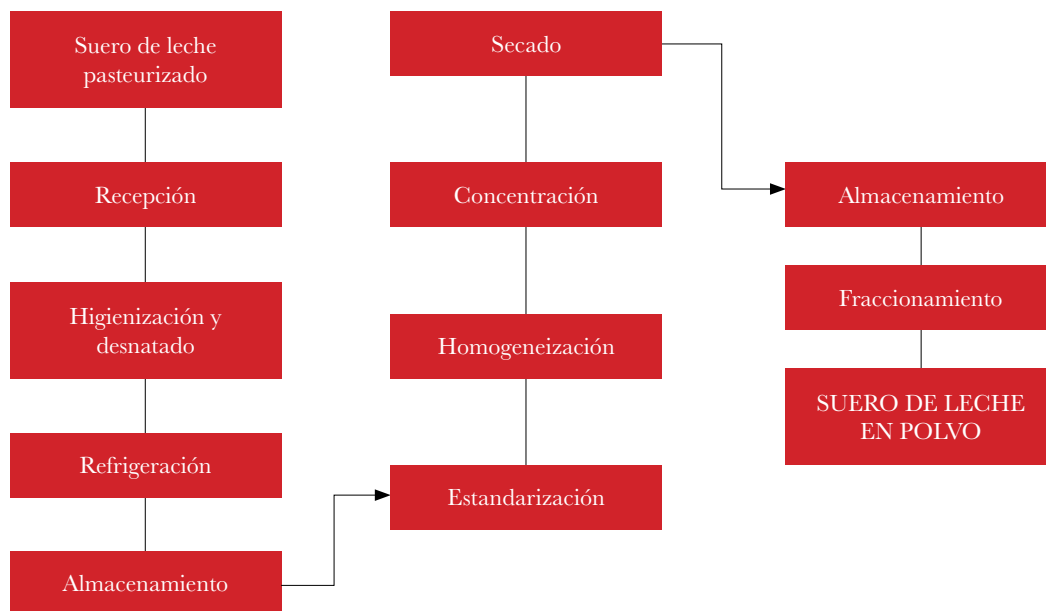 Suero de leche
pasteurizado
Recepción
Higienización y
desnatado
Refrigeración
Almacenamiento
Secado
Concentración
Homogeneización
Estandarización
Almacenamiento
Fraccionamiento
SUERO DE LECHE
EN POLVO